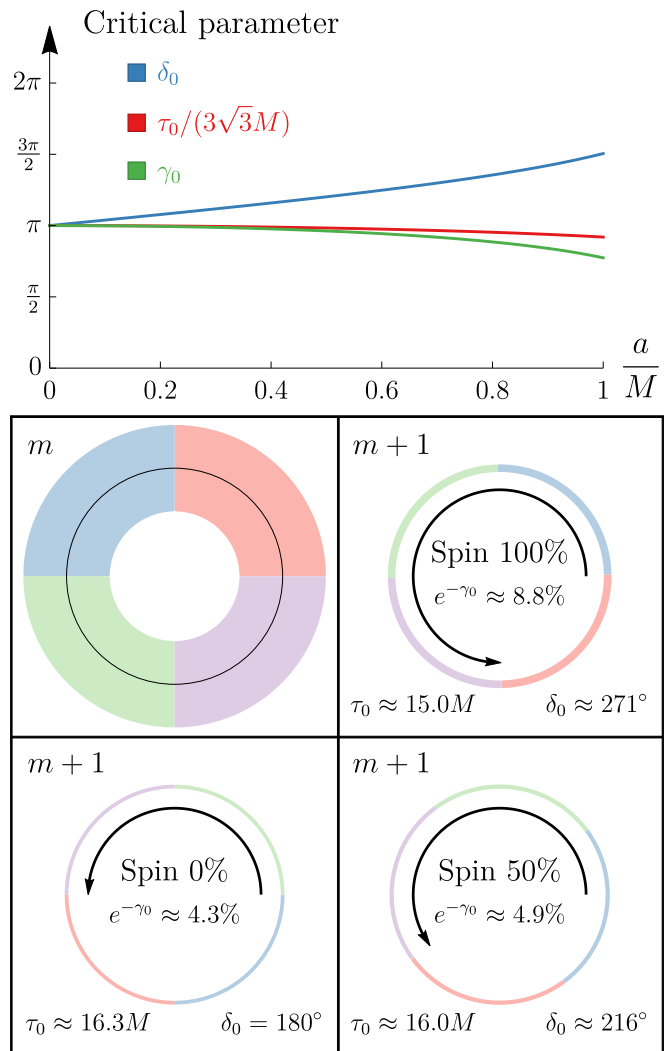 Critical parameter
2π
δ₀
3π/2
τ₀/(3√3M)
γ₀
π
π/2
0
a/M
0 0.2 0.4 0.6 0.8 1
m
m + 1
Spin 100%
e^{−γ₀} ≈ 8.8%
τ₀ ≈ 15.0M δ₀ ≈ 271°
m + 1
Spin 0%
e^{−γ₀} ≈ 4.3%
τ₀ ≈ 16.3M δ₀ = 180°
m + 1
Spin 50%
e^{−γ₀} ≈ 4.9%
τ₀ ≈ 16.0M δ₀ ≈ 216°